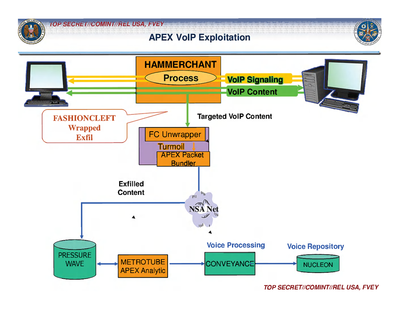 TOP SECRET//COMINT//REL USA, FVEY
APEX VoIP Exploitation
HAMMERCHANT
Process
VoIP Signaling
VoIP Content
FASHIONCLEFT
Wrapped
Exfil
Targeted VoIP Content
FC Unwrapper
Turmoil
APEX Packet
Bundler
Exfilled
Content
NSA Net
Voice Processing
Voice Repository
PRESSURE
WAVE
METROTUBE
APEX Analytic
CONVEYANCE
NUCLEON
TOP SECRET//COMINT//REL USA, FVEY